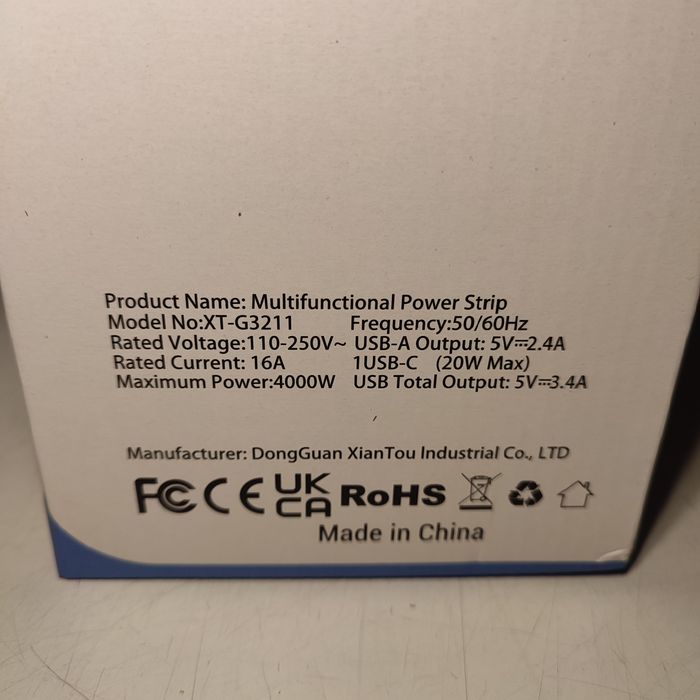 Product Name: Multifunctional Power Strip
Model No:XT-G3211 Frequency:50/60Hz
Rated Voltage:110-250V~ USB-A Output: 5V⎓2.4A
Rated Current: 16A 1USB-C (20W Max)
Maximum Power:4000W USB Total Output: 5V⎓3.4A
Manufacturer: DongGuan XianTou Industrial Co., LTD
FC CE UK CA RoHS
Made in China